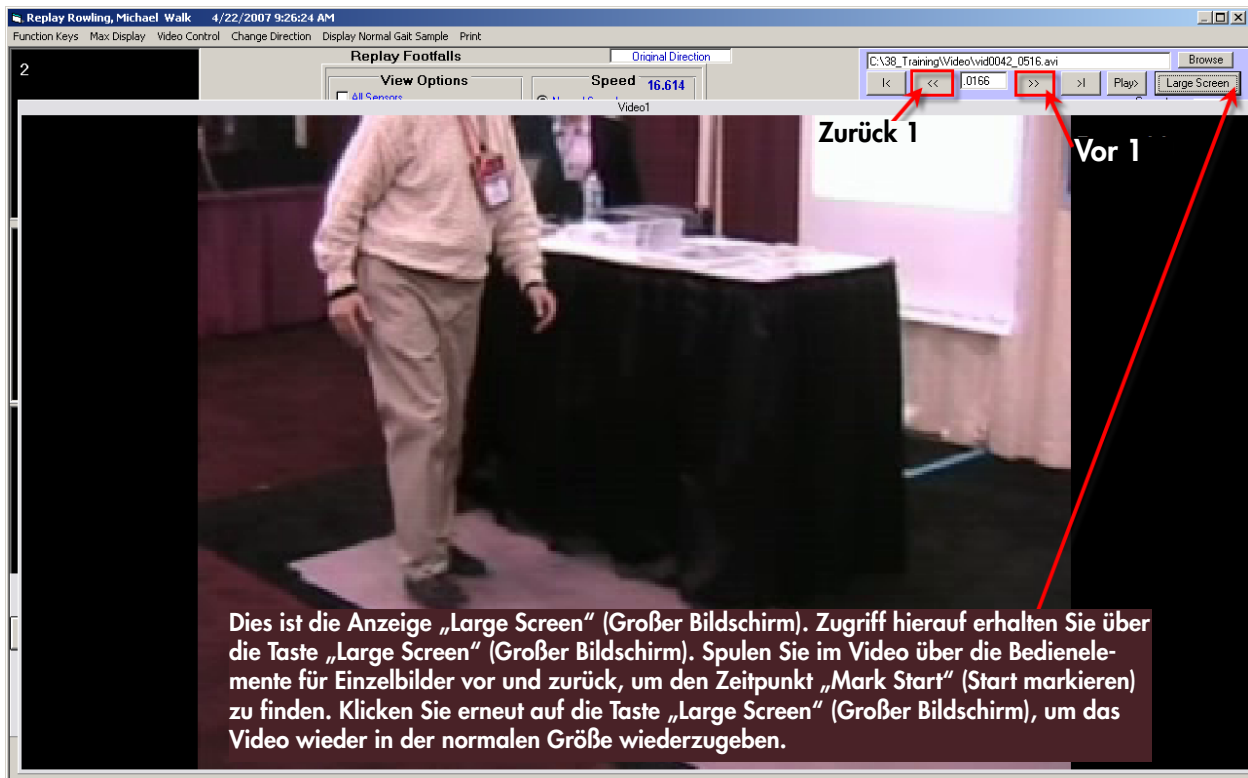 Replay Rowling, Michael Walk 4/22/2007 9:26:24 AM
Function Keys Max Display Video Control Change Direction Display Normal Gait Sample Print
2
Replay Footfalls
Original Direction
View Options
Speed 16.614
All Sensors
C:\38_Training\Video\vid0042_0516.avi
Browse
|< << .0166 >> >| Play> Large Screen
Video1
Zurück 1
Vor 1
Dies ist die Anzeige „Large Screen“ (Großer Bildschirm). Zugriff hierauf erhalten Sie über
die Taste „Large Screen“ (Großer Bildschirm). Spulen Sie im Video über die Bedienele-
mente für Einzelbilder vor und zurück, um den Zeitpunkt „Mark Start“ (Start markieren)
zu finden. Klicken Sie erneut auf die Taste „Large Screen“ (Großer Bildschirm), um das
Video wieder in der normalen Größe wiederzugeben.